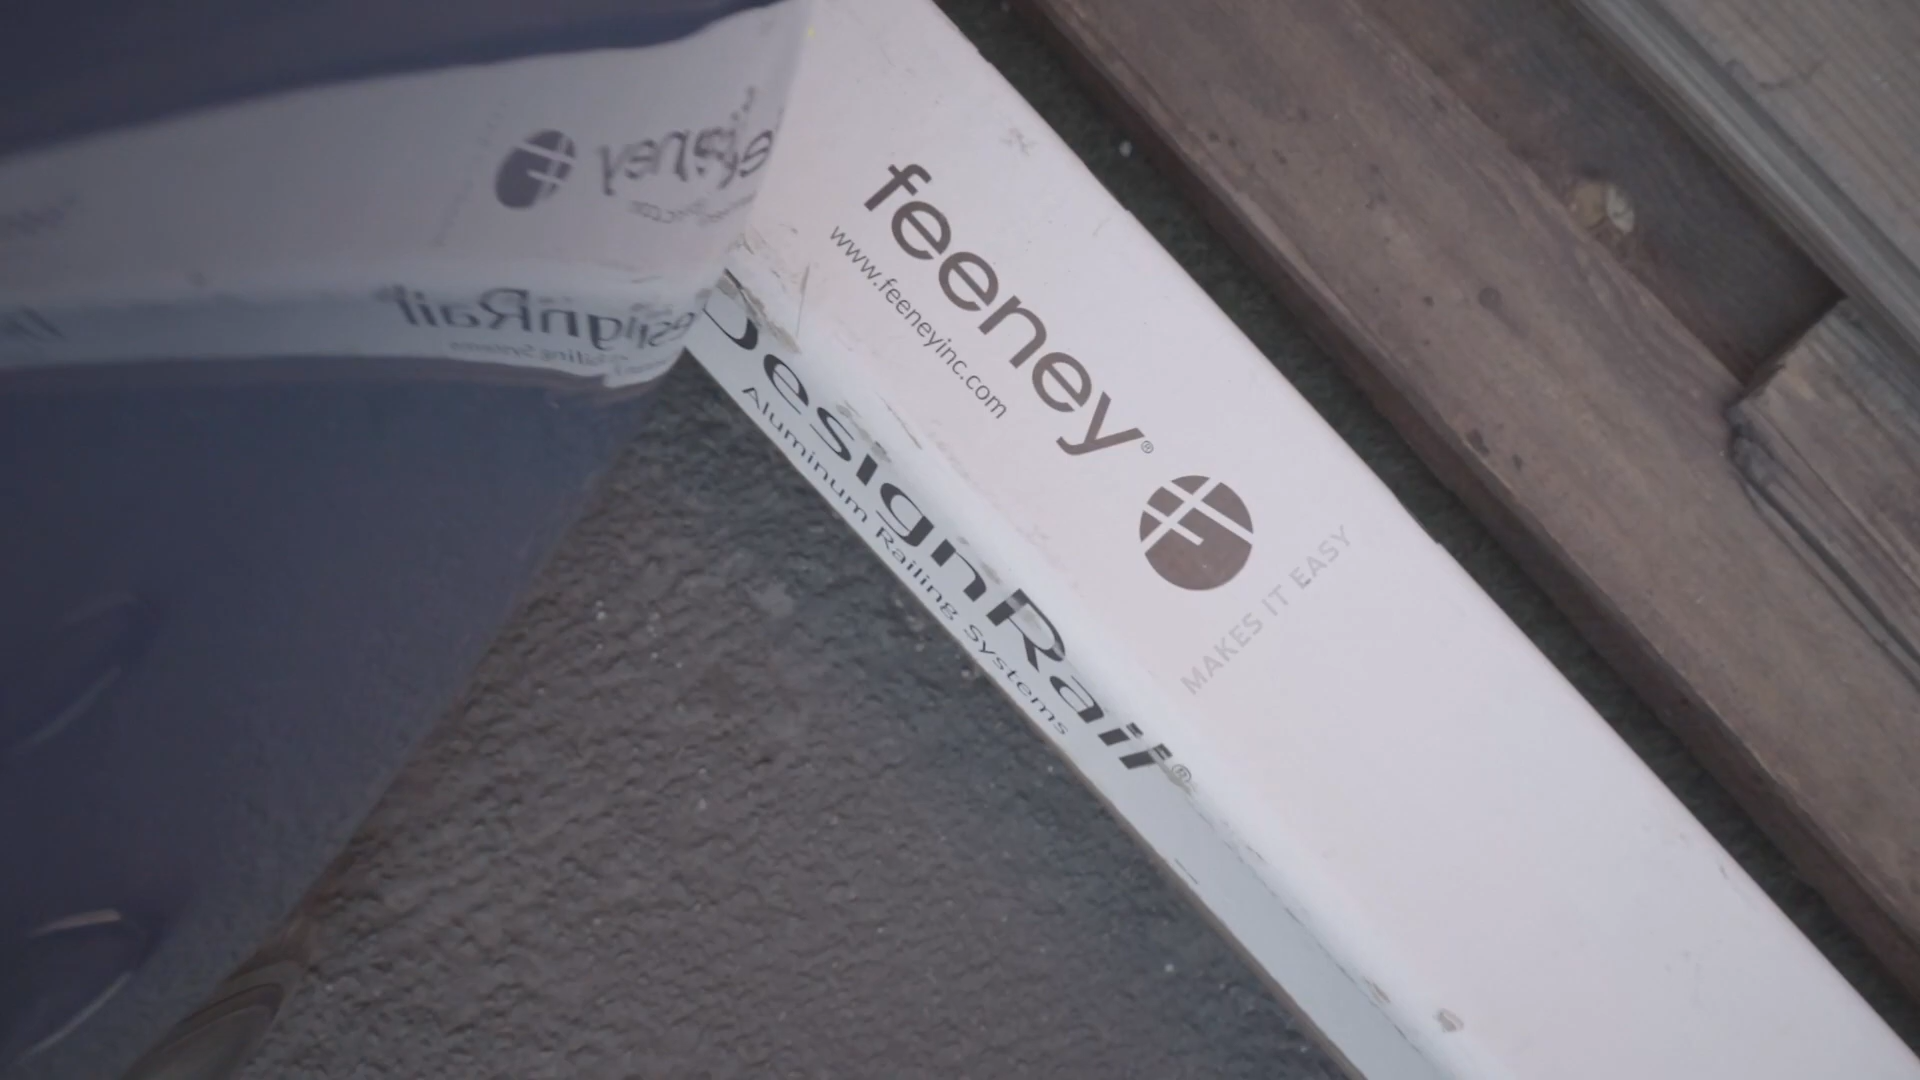 feeney®
www.feeneyinc.com
MAKES IT EASY
DesignRail®
Aluminum Railing Systems